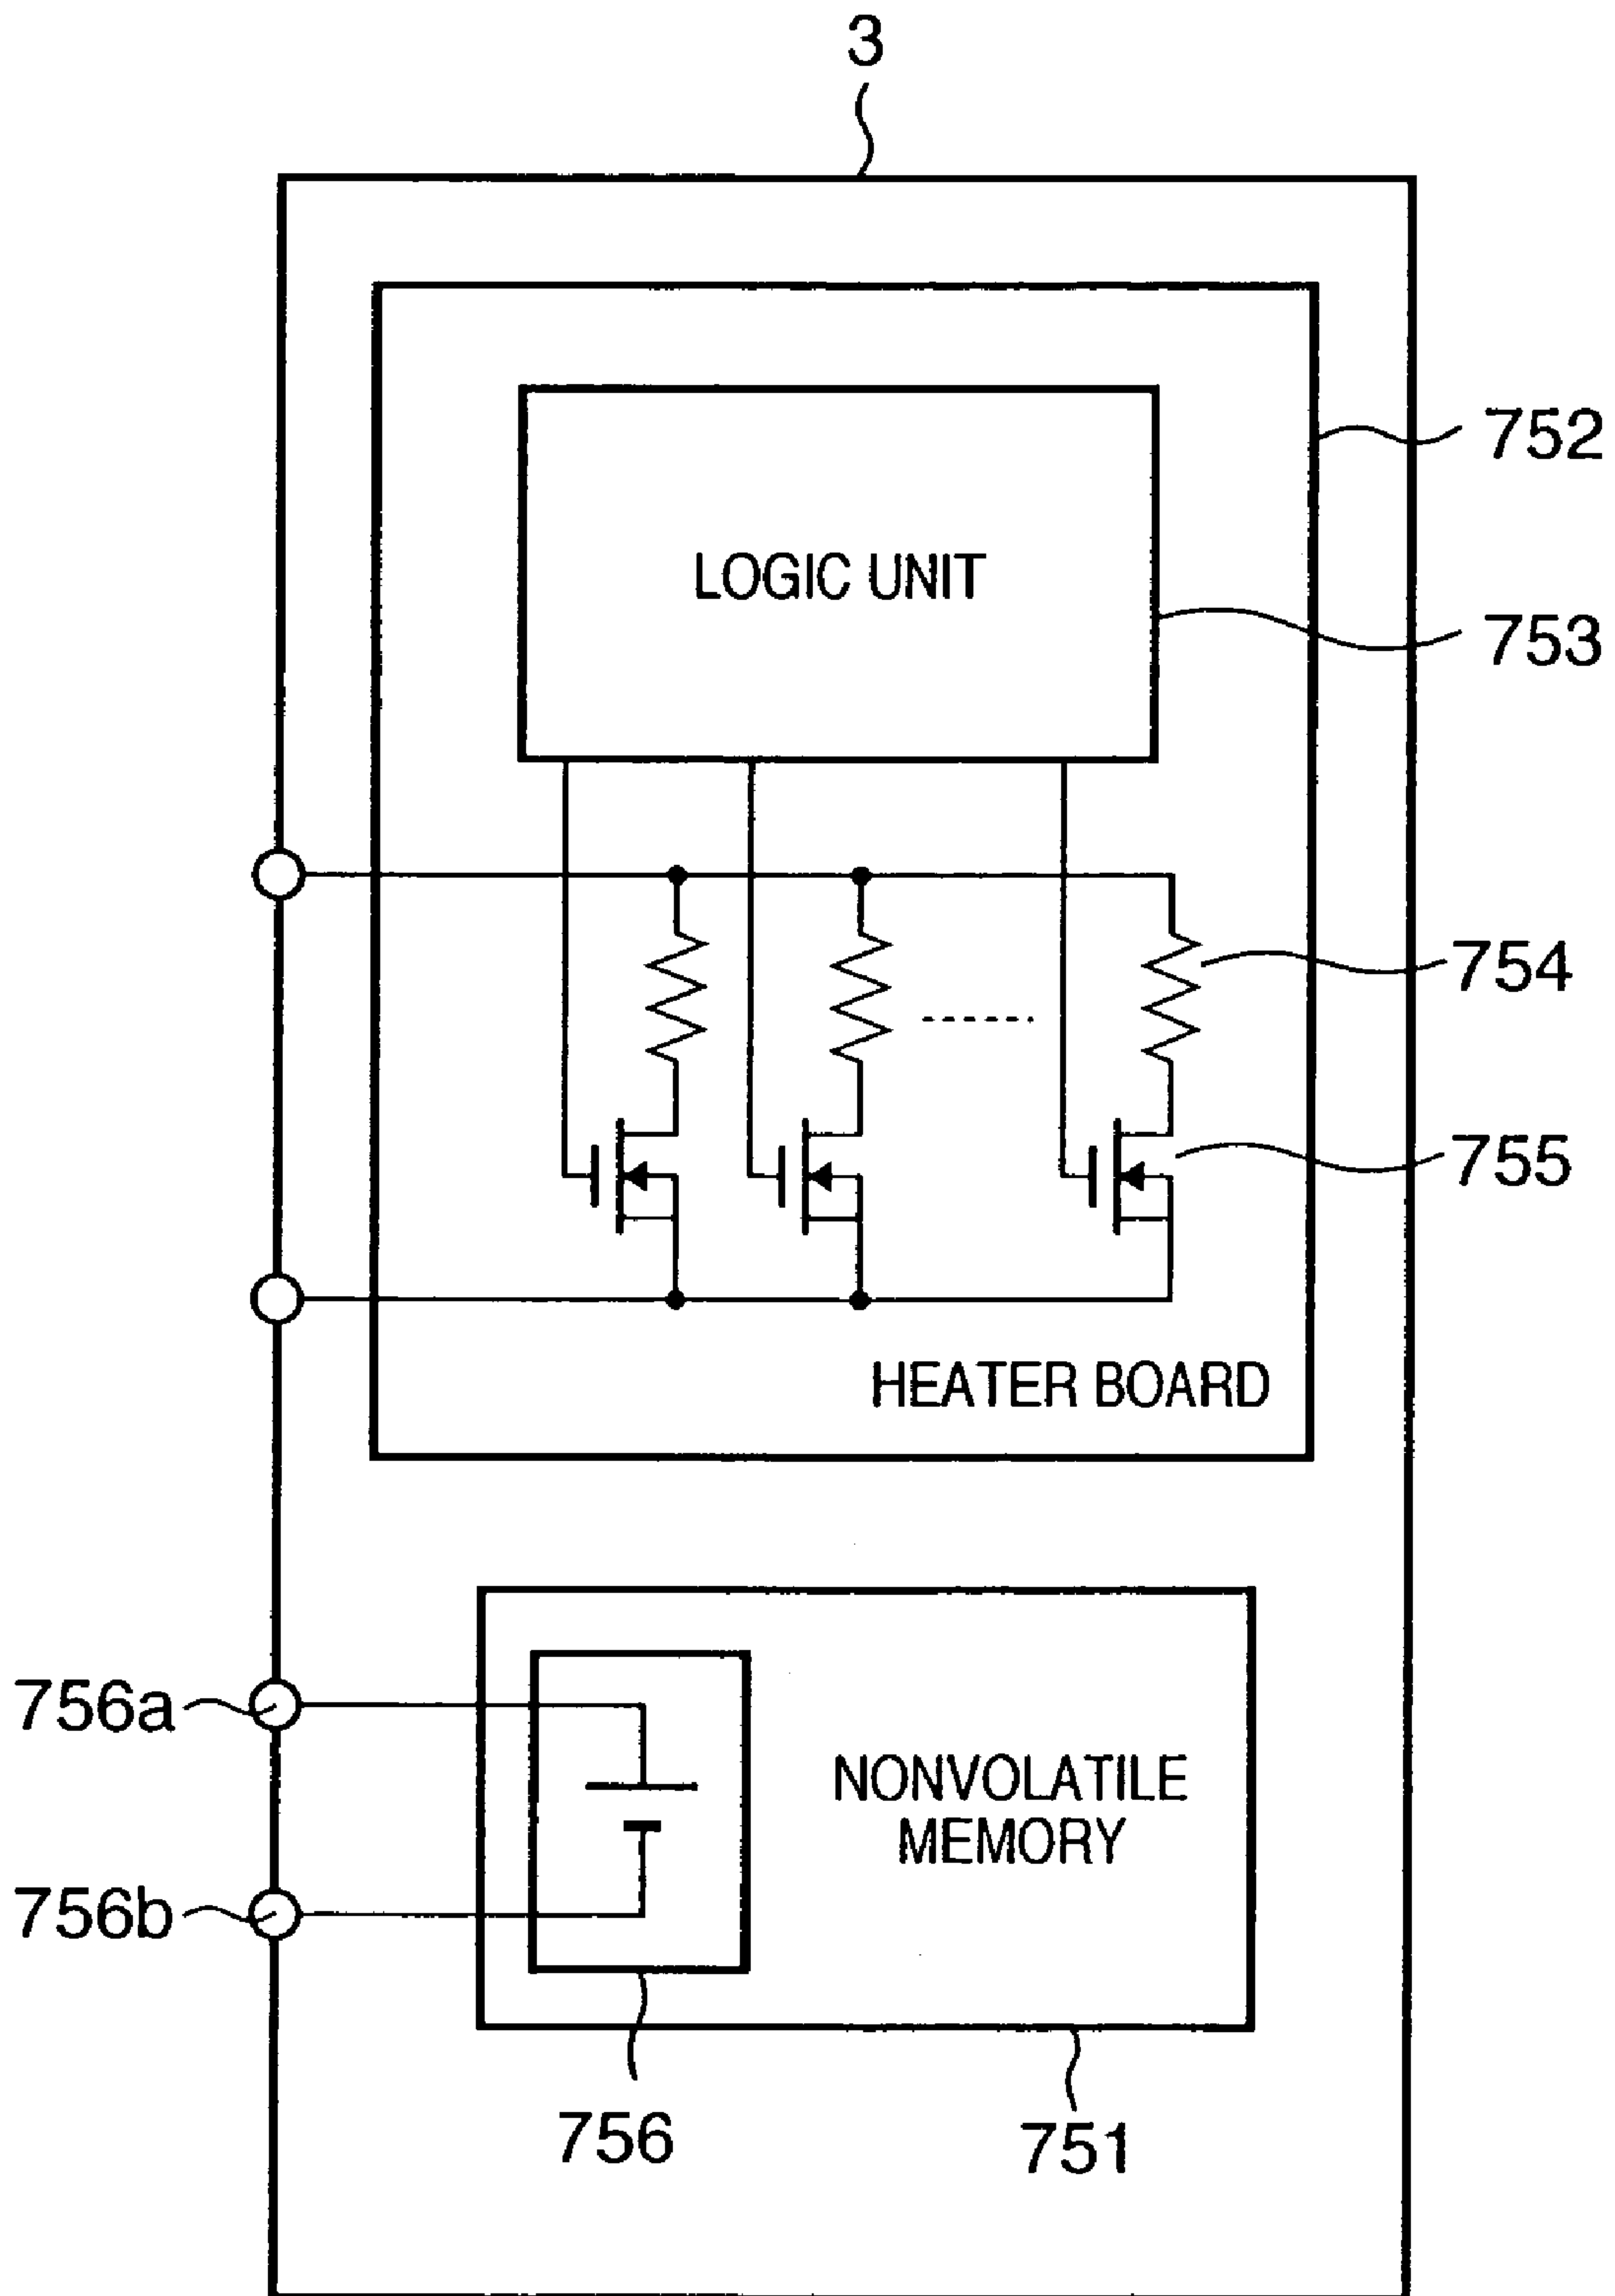 3
752
LOGIC UNIT
753
754
755
HEATER BOARD
756a
NONVOLATILE
MEMORY
756b
756
751